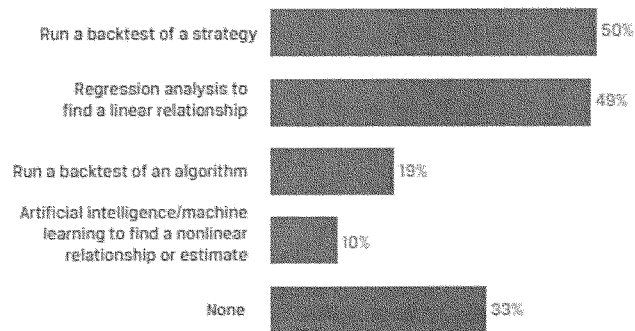 Run a backtest of a strategy 50%
Regression analysis to
find a linear relationship 49%
Run a backtest of an algorithm 19%
Artificial intelligence/machine
learning to find a nonlinear 10%
relationship or estimate
None 33%